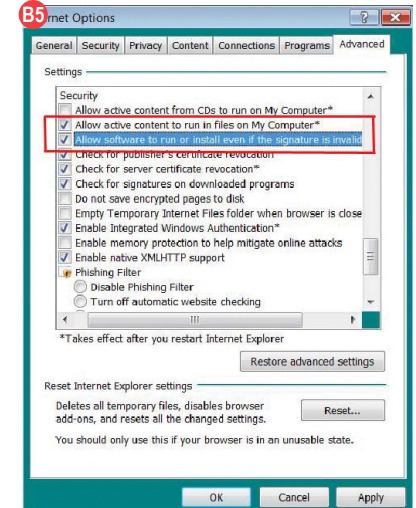 B5
rnet Options
General Security Privacy Content Connections Programs Advanced
Settings
Security
Allow active content from CDs to run on My Computer*
Allow active content to run in files on My Computer*
Allow software to run or install even if the signature is invalid
Check for publisher's certificate revocation
Check for server certificate revocation*
Check for signatures on downloaded programs
Do not save encrypted pages to disk
Empty Temporary Internet Files folder when browser is close
Enable Integrated Windows Authentication*
Enable memory protection to help mitigate online attacks
Enable native XMLHTTP support
Phishing Filter
Disable Phishing Filter
Turn off automatic website checking
*Takes effect after you restart Internet Explorer
Restore advanced settings
Reset Internet Explorer settings
Deletes all temporary files, disables browser
add-ons, and resets all the changed settings.
Reset...
You should only use this if your browser is in an unusable state.
OK Cancel Apply